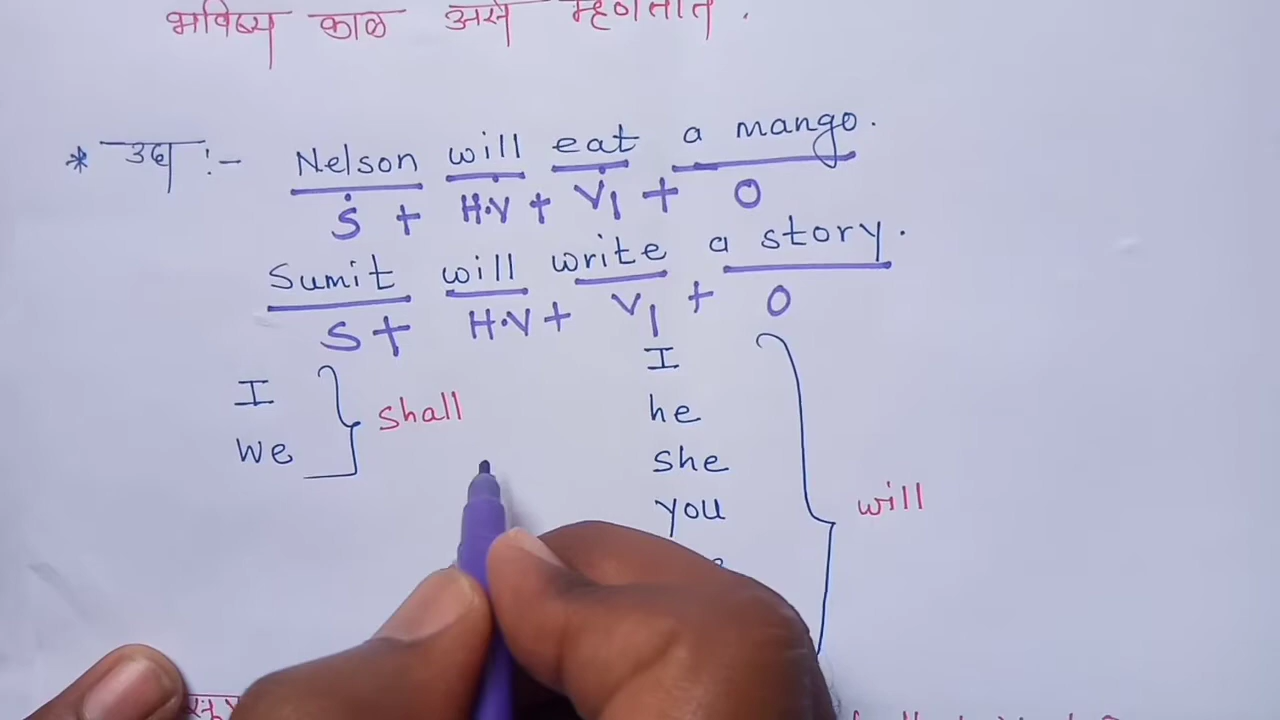 भविष्य काळ असे म्हणतात .
* उदा :- Nelson will eat a mango.
S + H.V + V1 + O
Sumit will write a story.
S + H.V + V1 + O
I
we
shall
I
he
she
you
will